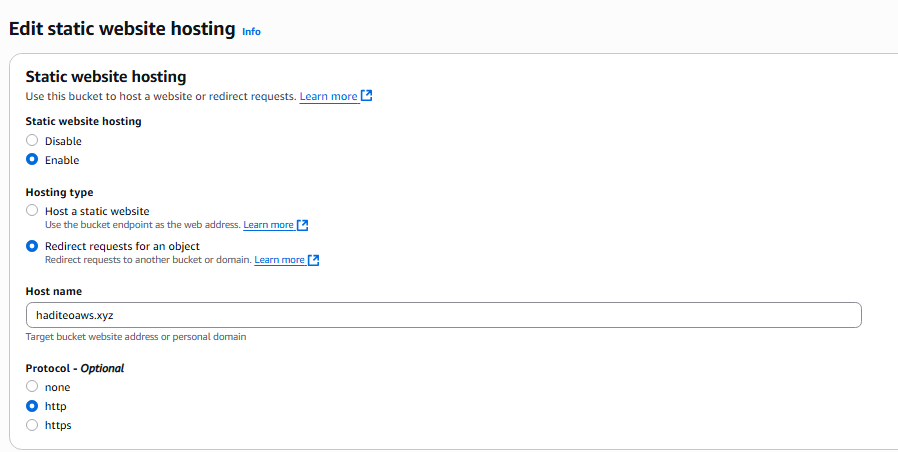 Edit static website hosting Info
Static website hosting
Use this bucket to host a website or redirect requests. Learn more
Static website hosting
Disable
Enable
Hosting type
Host a static website
Use the bucket endpoint as the web address. Learn more
Redirect requests for an object
Redirect requests to another bucket or domain. Learn more
Host name
haditeoaws.xyz
Target bucket website address or personal domain
Protocol - Optional
none
http
https